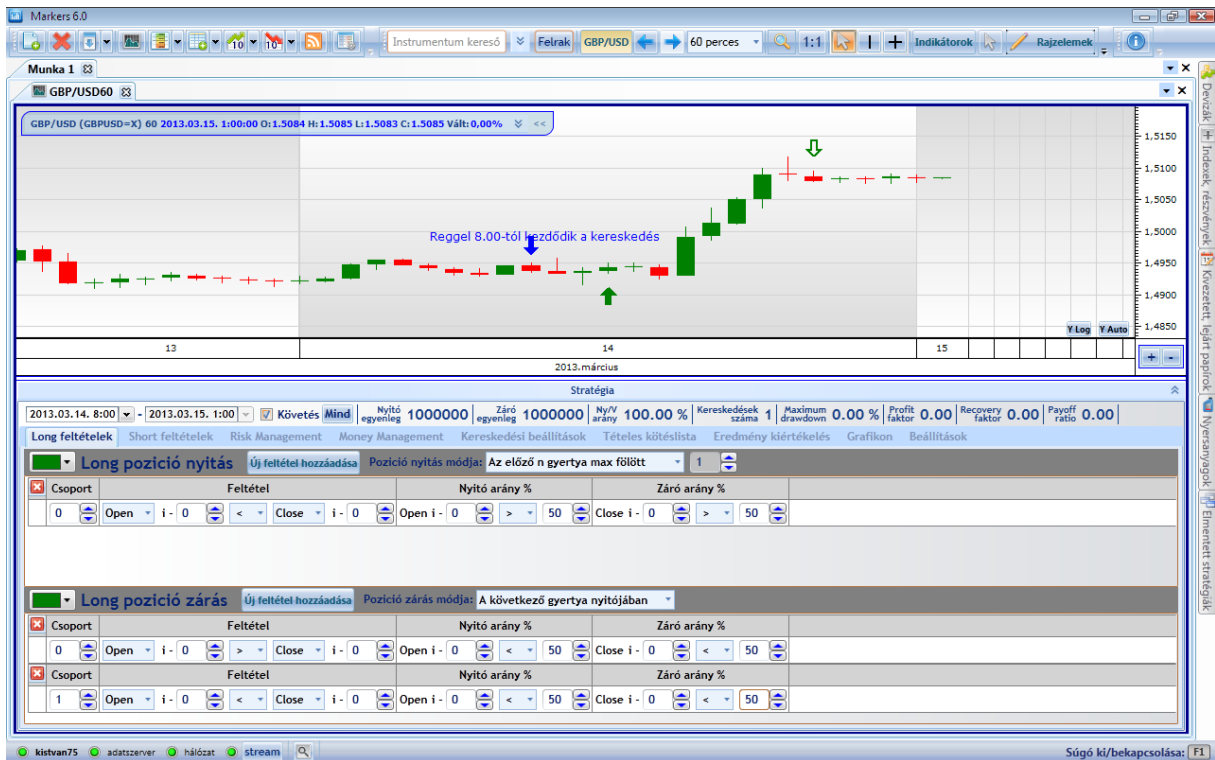 Markers 6.0
Instrumentum kereső Felrak GBP/USD 60 perces 1:1 Indikátorok Rajzelemek
Munka 1
GBP/USD60
GBP/USD (GBPUSD=X) 60 2013.03.15. 1:00:00 O:1.5084 H:1.5085 L:1.5083 C:1.5085 Vált:0,00% <<
Reggel 8.00-tól kezdődik a kereskedés
1,5150
1,5100
1,5050
1,5000
1,4950
1,4900
1,4850
Y Log Y Auto
13 14 15
2013.március
+ -
Stratégia
2013.03.14. 8:00 - 2013.03.15. 1:00 Követés Mind Nyitó egyenleg 1000000 Záró egyenleg 1000000 Ny/V arány 100.00 % Kereskedések száma 1 Maximum drawdown 0.00 % Profit faktor 0.00 Recovery faktor 0.00 Payoff ratio 0.00
Long feltételek Short feltételek Risk Management Money Management Kereskedési beállítások Tételes kötéslista Eredmény kiértékelés Grafikon Beállítások
Long pozició nyitás Új feltétel hozzáadása Pozició nyitás módja: Az előző n gyertya max fölött 1
Csoport Feltétel Nyitó arány % Záró arány %
0 Open i - 0 < Close i - 0 Open i - 0 > 50 Close i - 0 > 50
Long pozició zárás Új feltétel hozzáadása Pozició zárás módja: A következő gyertya nyitójában
Csoport Feltétel Nyitó arány % Záró arány %
0 Open i - 0 > Close i - 0 Open i - 0 < 50 Close i - 0 < 50
Csoport Feltétel Nyitó arány % Záró arány %
1 Open i - 0 < Close i - 0 Open i - 0 < 50 Close i - 0 < 50
Devizák
Indexek, részvények
Kivezetett, lejárt papírok
Nyersanyagok
Elmentett stratégiák
kistvan75 adatszerver hálózat stream
Súgó ki/bekapcsolása: F1